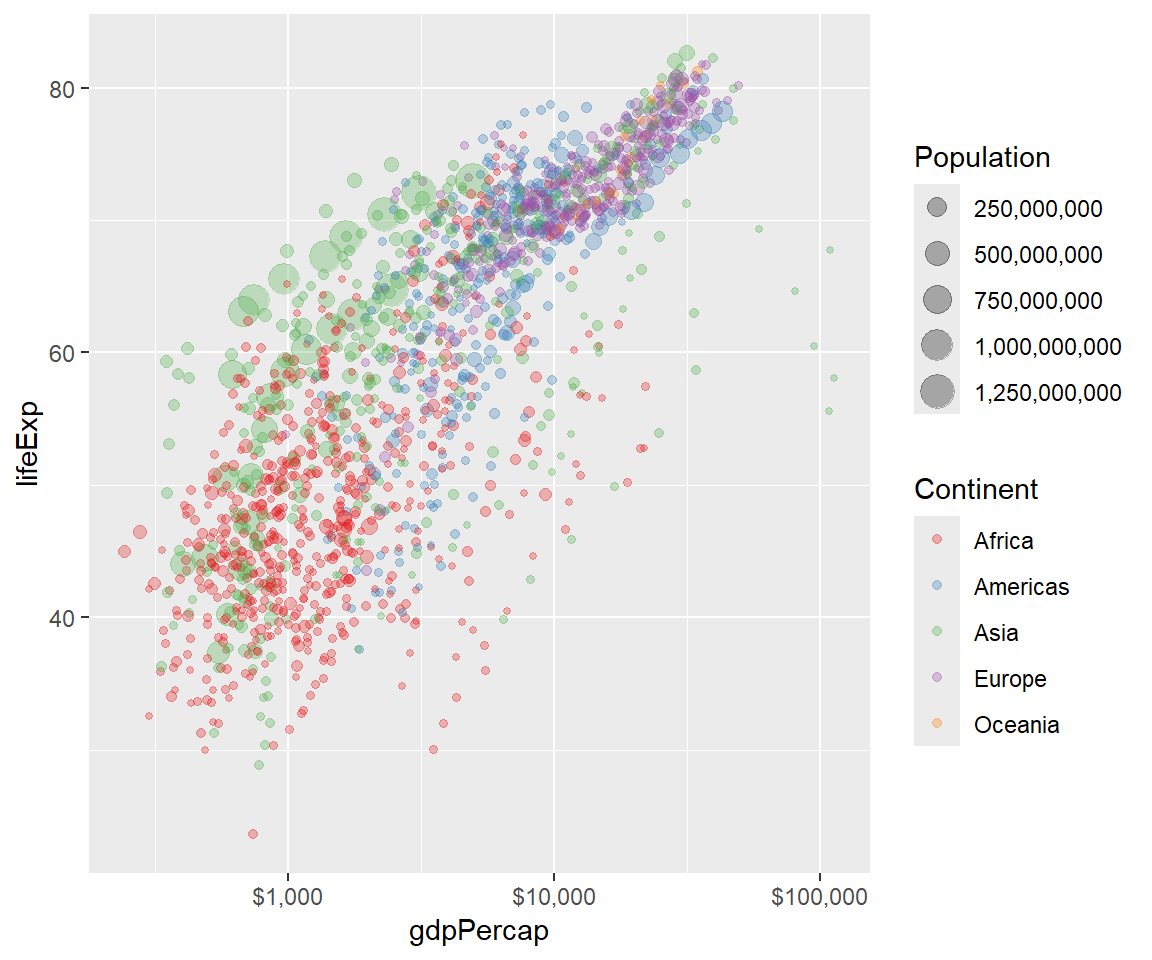 80
60
40
lifeExp
$1,000
$10,000
$100,000
gdpPercap
Population
250,000,000
500,000,000
750,000,000
1,000,000,000
1,250,000,000
Continent
Africa
Americas
Asia
Europe
Oceania